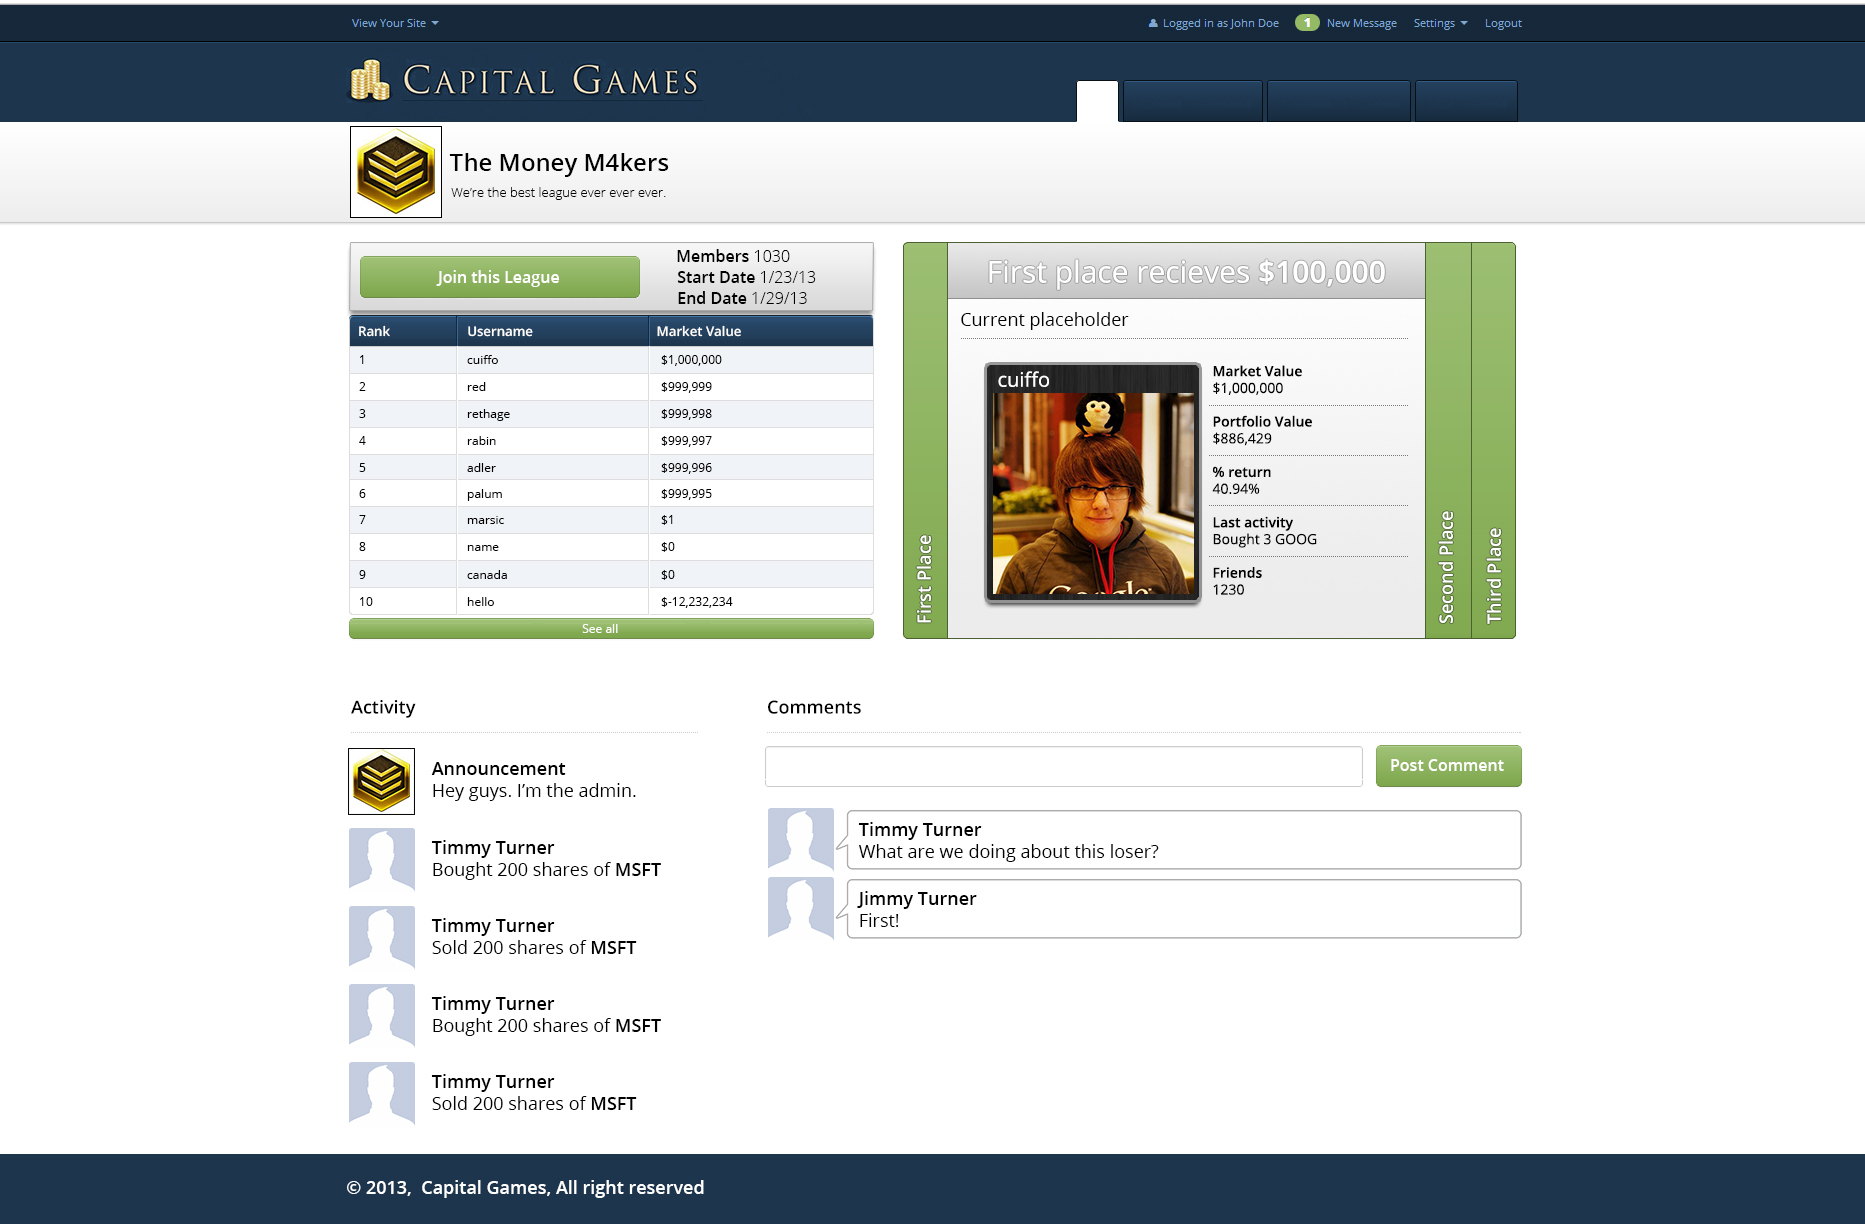 View Your Site
Logged in as John Doe
1 New Message
Settings
Logout
CAPITAL GAMES
The Money M4kers
We're the best league ever ever ever.
Join this League
Members 1030
Start Date 1/23/13
End Date 1/29/13
Rank Username Market Value
1 cuiffo $1,000,000
2 red $999,999
3 rethage $999,998
4 rabin $999,997
5 adler $999,996
6 palum $999,995
7 marsic $1
8 name $0
9 canada $0
10 hello $-12,232,234
See all
First Place
First place recieves $100,000
Current placeholder
cuiffo
Google
Market Value
$1,000,000
Portfolio Value
$886,429
% return
40.94%
Last activity
Bought 3 GOOG
Friends
1230
Second Place
Third Place
Activity
Announcement
Hey guys. I'm the admin.
Timmy Turner
Bought 200 shares of MSFT
Timmy Turner
Sold 200 shares of MSFT
Timmy Turner
Bought 200 shares of MSFT
Timmy Turner
Sold 200 shares of MSFT
Comments
Post Comment
Timmy Turner
What are we doing about this loser?
Jimmy Turner
First!
© 2013, Capital Games, All right reserved